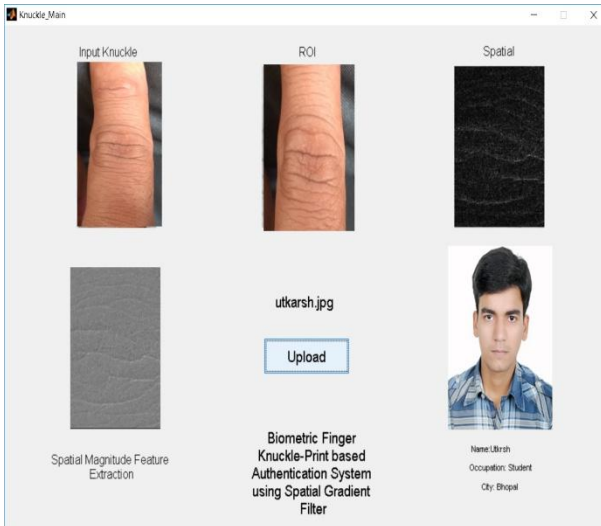 Knuckle_Main
Input Knuckle
ROI
Spatial
utkarsh.jpg
Upload
Spatial Magnitude Feature
Extraction
Biometric Finger
Knuckle-Print based
Authentication System
using Spatial Gradient
Filter
Name:Utkrsh
Occupation: Student
City: Bhopal